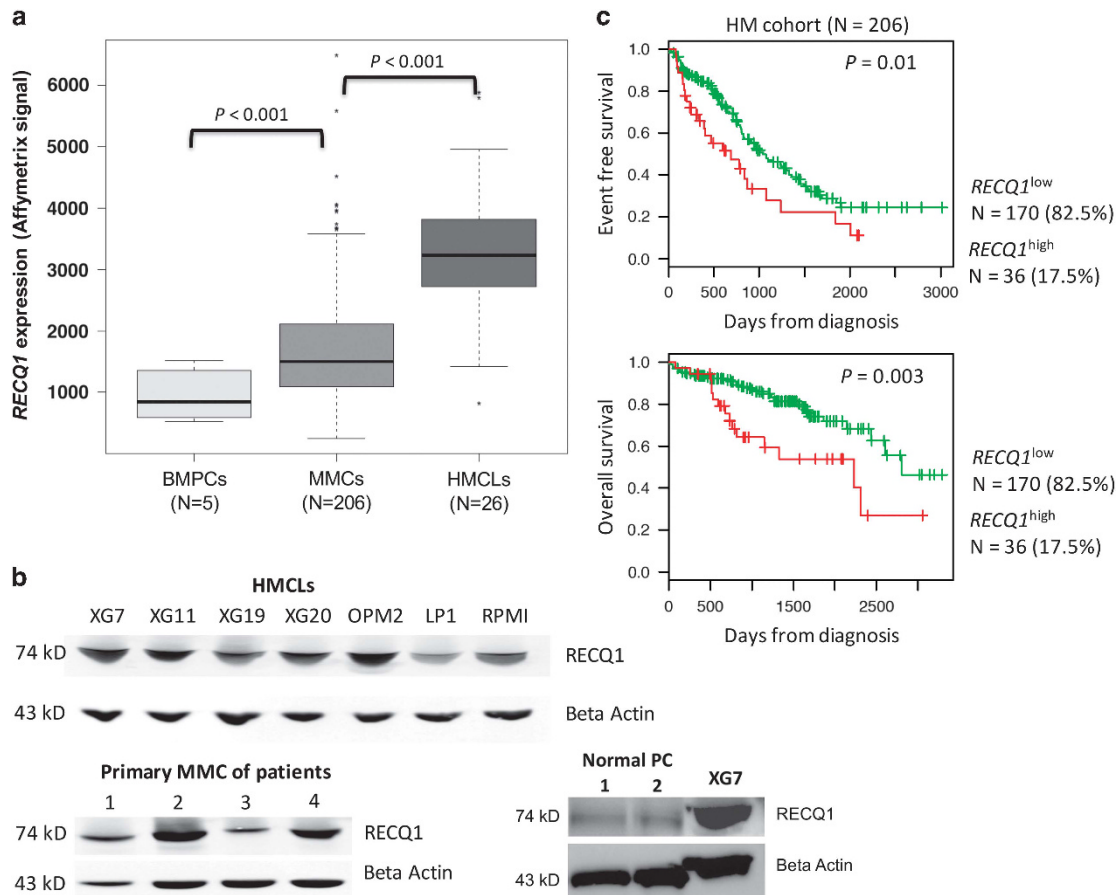 a
RECQ1 expression (Affymetrix signal)
6000
5000
4000
3000
2000
1000
P < 0.001
P < 0.001
BMPCs
(N=5)
MMCs
(N=206)
HMCLs
(N=26)
c
HM cohort (N = 206)
P = 0.01
Event free survival
1.0
0.8
0.6
0.4
0.2
0.0
0 500 1000 2000 3000
Days from diagnosis
RECQ1low
N = 170 (82.5%)
RECQ1high
N = 36 (17.5%)
P = 0.003
Overall survival
1.0
0.8
0.6
0.4
0.2
0.0
0 500 1500 2500
Days from diagnosis
RECQ1low
N = 170 (82.5%)
RECQ1high
N = 36 (17.5%)
b
HMCLs
XG7 XG11 XG19 XG20 OPM2 LP1 RPMI
74 kD RECQ1
43 kD Beta Actin
Primary MMC of patients
1 2 3 4
74 kD RECQ1
43 kD Beta Actin
Normal PC
1 2 XG7
74 kD RECQ1
43 kD Beta Actin